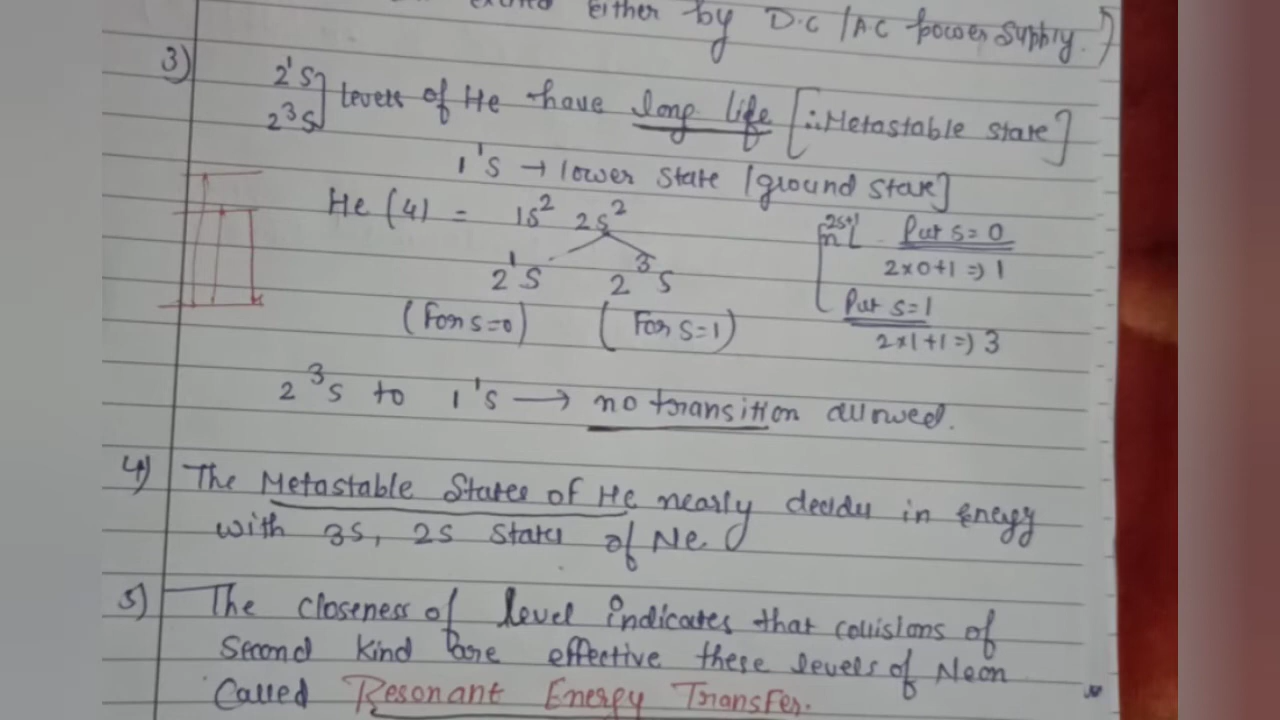 excited either by D.C /A.C power supply.)
3) 2¹S 2³S] levels of He have long life [∴ Metastable state]
1¹S → lower state [ground state]
He (4) = 1S² 2S²
2¹S 2³S
(For s=0) (For s=1)
n²ˢ⁺¹L Put s = 0
2×0+1 => 1
Put s=1
2×1+1 => 3
2³S to 1¹S → no transition allowed.
4) The Metastable States of He nearly decides in energy
with 3S, 2S states of Ne
5) The closeness of level indicates that collisions of
Second kind are effective these levels of Neon
Called Resonant Energy Transfer.